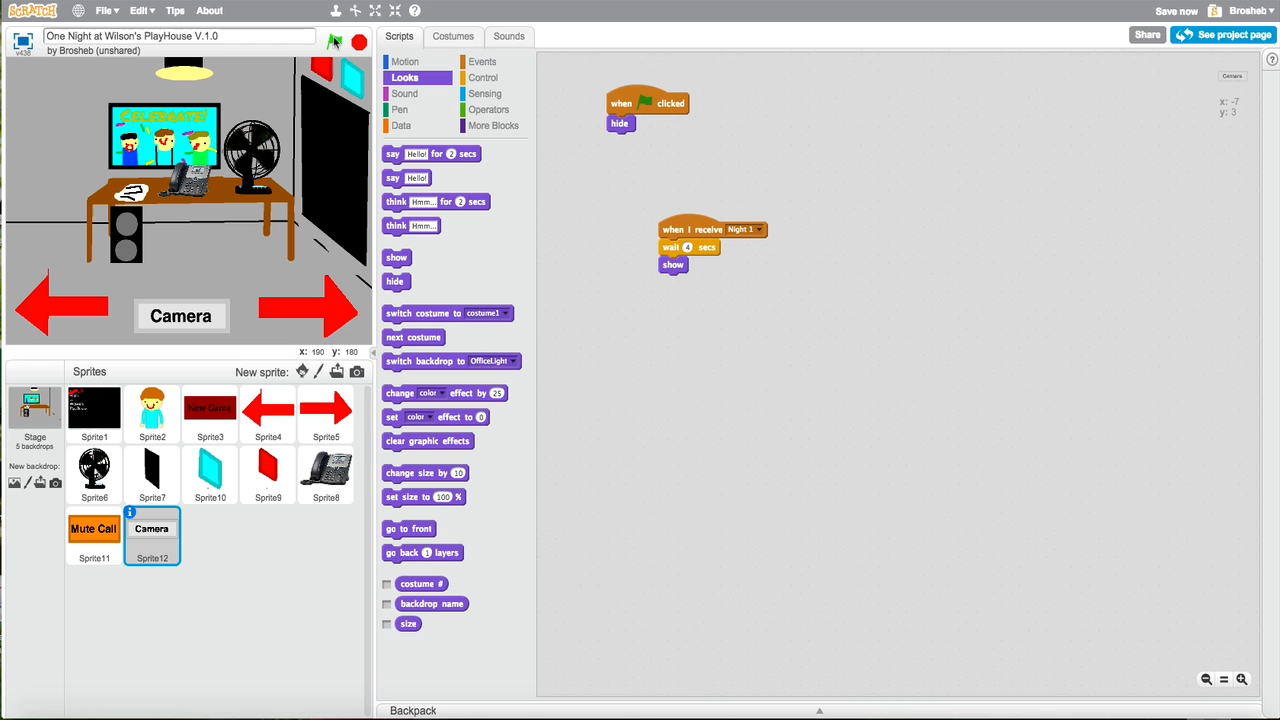 SCRATCH File Edit Tips About Save now Brosheb
v438 One Night at Wilson's PlayHouse V.1.0
by Brosheb (unshared)
Scripts Costumes Sounds Share See project page
CELEBRATE!
Camera
x: 190 y: 180
Motion Events
Looks Control
Sound Sensing
Pen Operators
Data More Blocks
say Hello! for 2 secs
say Hello!
think Hmm... for 2 secs
think Hmm...
show
hide
switch costume to costume1
next costume
switch backdrop to OfficeLight
change color effect by 25
set color effect to 0
clear graphic effects
change size by 10
set size to 100 %
go to front
go back 1 layers
costume #
backdrop name
size
when clicked
hide
when I receive Night 1
wait 4 secs
show
Camera
x: -7
y: 3
Sprites New sprite:
Stage
5 backdrops
New backdrop:
Sprite1 Sprite2 New Game Sprite3 Sprite4 Sprite5
Sprite6 Sprite7 Sprite10 Sprite9 Sprite8
Mute Call Camera
Sprite11 Sprite12
Backpack